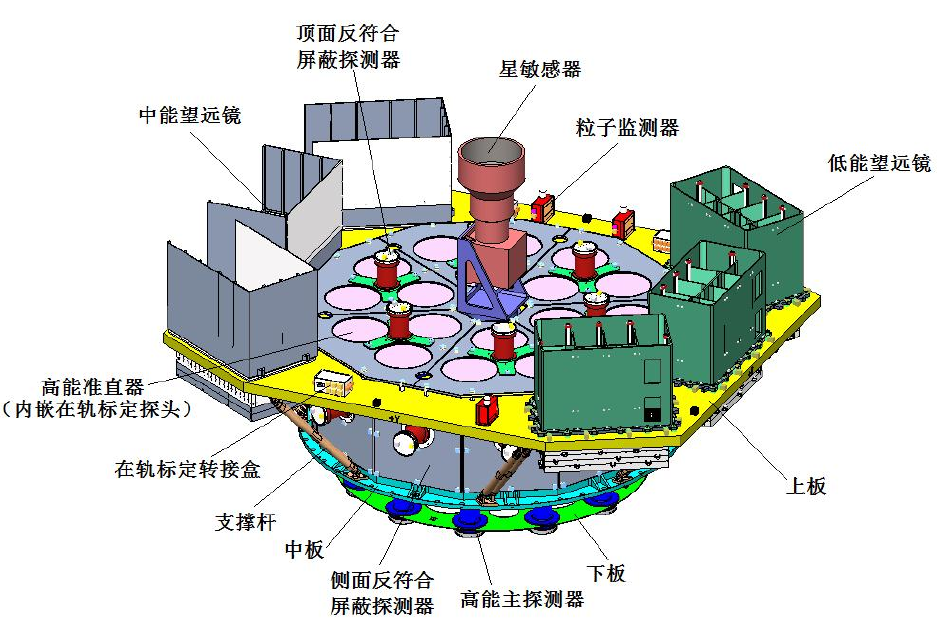 顶面反符合
屏蔽探测器
星敏感器
中能望远镜
粒子监测器
低能望远镜
高能准直器
（内嵌在轨标定探头）
在轨标定转接盒
上板
支撑杆
中板
下板
侧面反符合
屏蔽探测器
高能主探测器
+Y